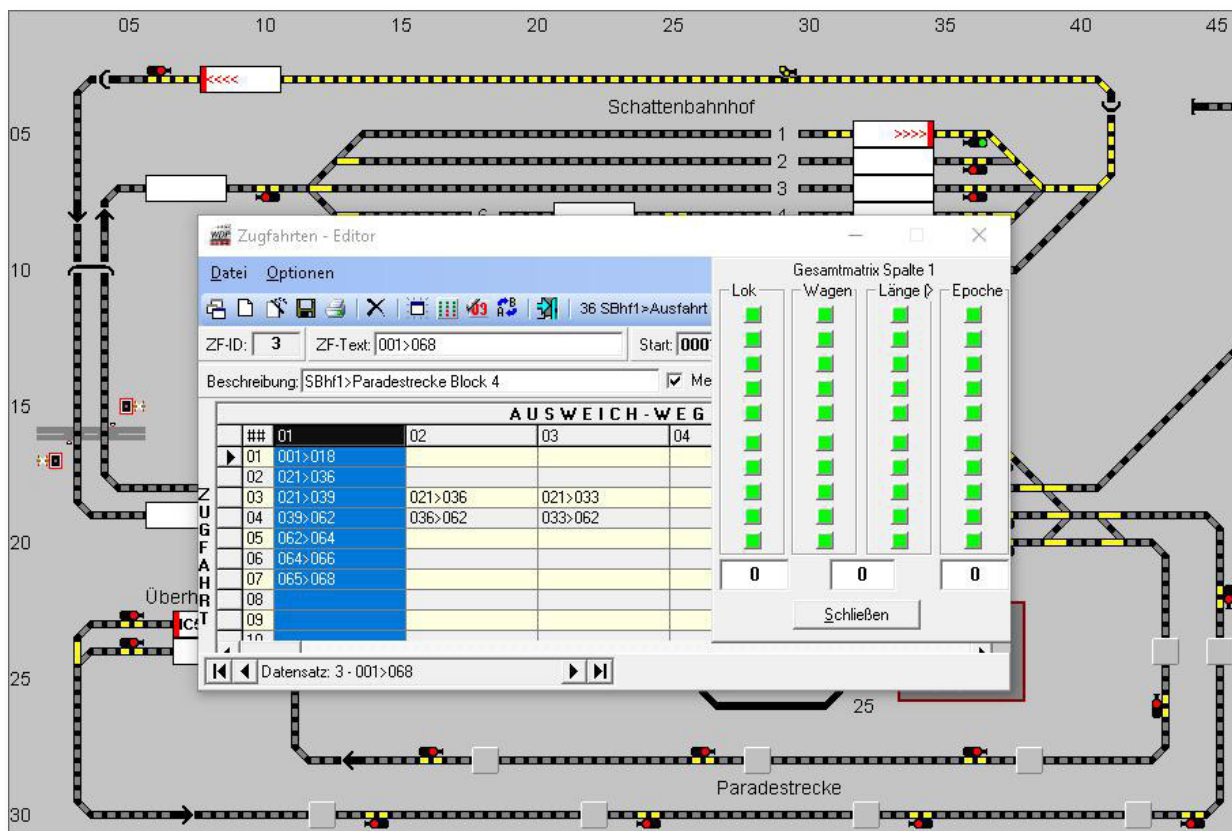 05 10 15 20 25 30 35 40 45
<<<<
Schattenbahnhof
05 1 >>>>
2
3
Zugfahrten - Editor
Datei Optionen
Gesamtmatrix Spalte 1
Lok Wagen Länge Epoche
10
36 SBhf1>Ausfahrt
ZF-ID: 3 ZF-Text: 001>068 Start:
Beschreibung: SBhf1>Paradestrecke Block 4 Me
15
AUSWEICH-WEG
## 01 02 03 04
01 001>018
02 021>036
03 021>039 021>036 021>033
04 039>062 036>062 033>062
05 062>064
06 064>066
07 065>068
08
09
10
ZUGFAHRT
20
0 0 0
Schließen
Datensatz: 3 - 001>068
25
25
Paradestrecke
30